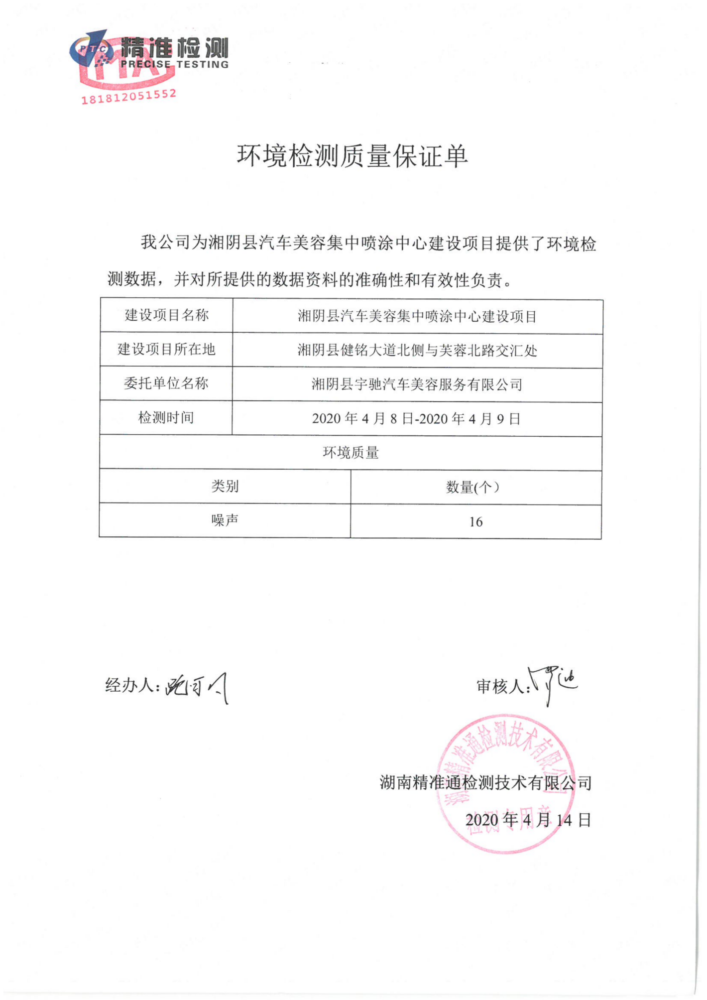 PTC 精准检测
PRECISE TESTING
MA
181812051552
环境检测质量保证单
我公司为湘阴县汽车美容集中喷涂中心建设项目提供了环境检
测数据，并对所提供的数据资料的准确性和有效性负责。
建设项目名称 湘阴县汽车美容集中喷涂中心建设项目
建设项目所在地 湘阴县健铭大道北侧与芙蓉北路交汇处
委托单位名称 湘阴县宇驰汽车美容服务有限公司
检测时间 2020 年 4 月 8 日-2020 年 4 月 9 日
环境质量
类别 数量(个）
噪声 16
经办人:
审核人:
湖南精准通检测技术有限公司
湖南精准通检测技术有限公司
2020 年 4 月 14 日
检测专用章